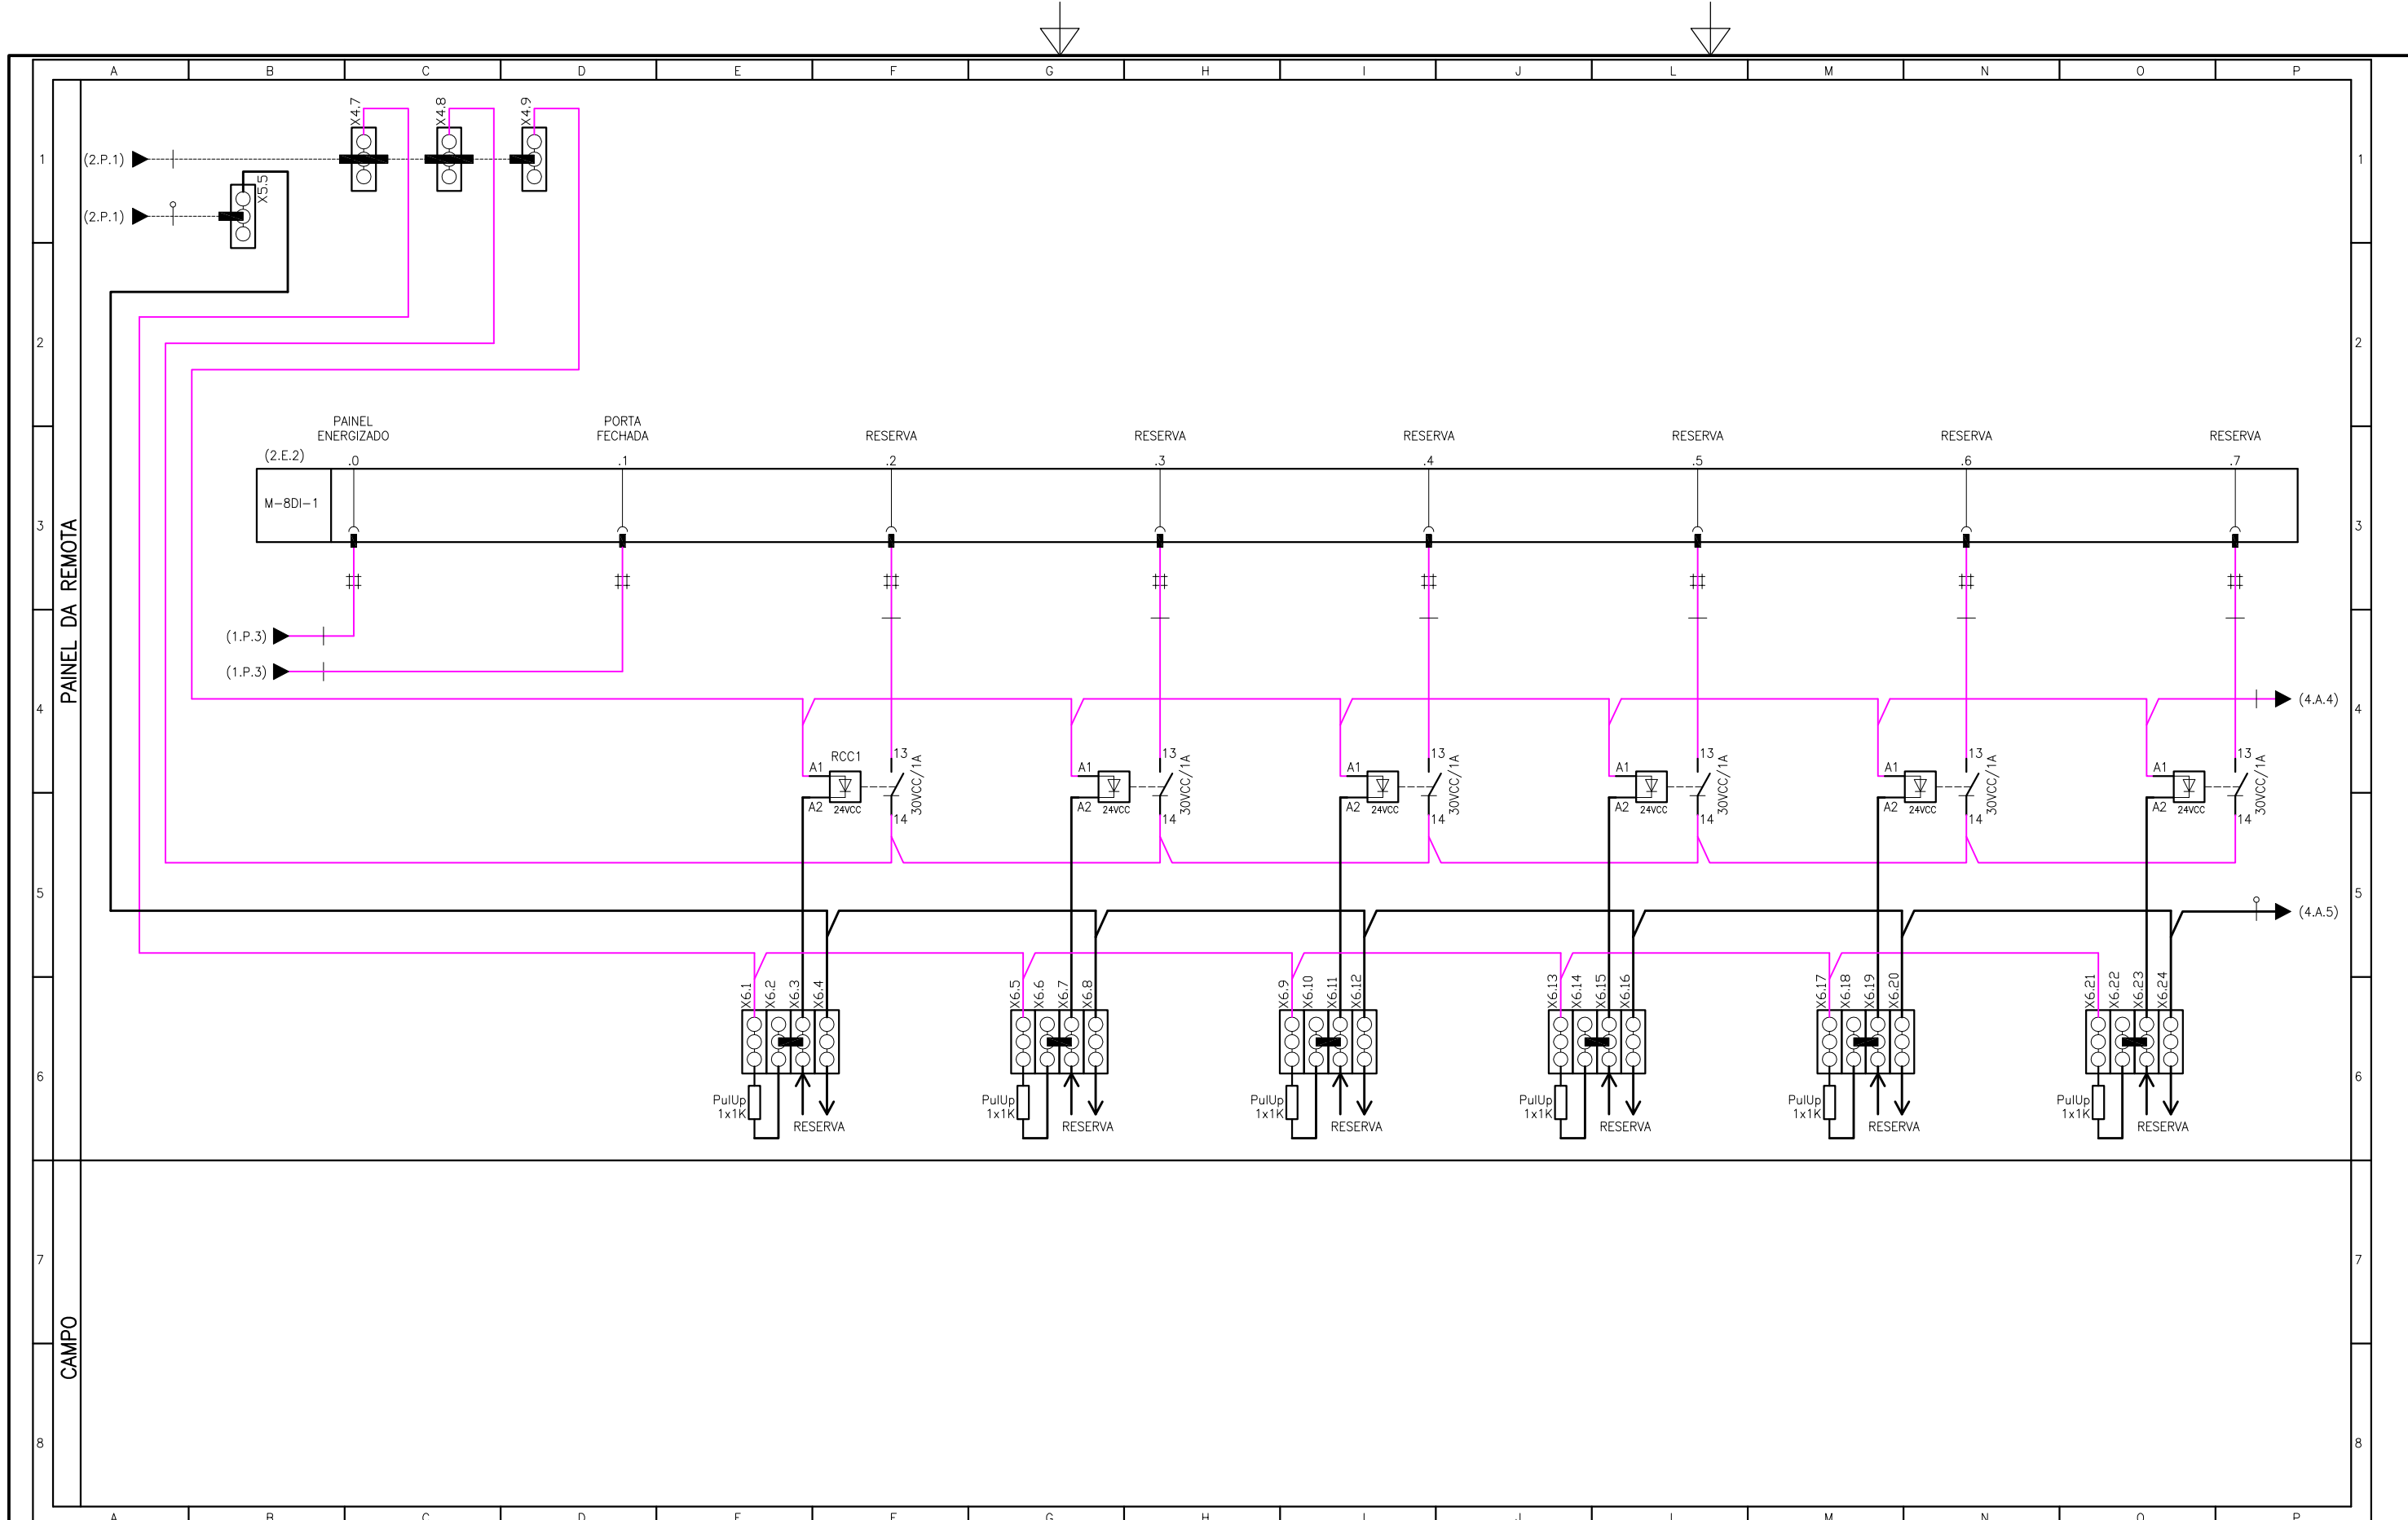 A B C D E F G H I J L M N O P
X4.7 X4.8 X4.9
1 (2.P.1) 1
X5.5
(2.P.1)
2 2
PAINEL
ENERGIZADO
PORTA
FECHADA
RESERVA RESERVA RESERVA RESERVA RESERVA RESERVA
(2.E.2) .0 .1 .2 .3 .4 .5 .6 .7
M-8DI-1
3 3
PAINEL DA REMOTA
(1.P.3)
(1.P.3)
4 (4.A.4) 4
RCC1 13 13 13 13 13 13
A1 A1 A1 A1 A1 A1
30VCC/1A 30VCC/1A 30VCC/1A 30VCC/1A 30VCC/1A 30VCC/1A
A2 24VCC A2 24VCC A2 24VCC A2 24VCC A2 24VCC A2 24VCC
14 14 14 14 14 14
5 5
(4.A.5)
X6.1 X6.2 X6.3 X6.4 X6.5 X6.6 X6.7 X6.8 X6.9 X6.10 X6.11 X6.12 X6.13 X6.14 X6.15 X6.16 X6.17 X6.18 X6.19 X6.20 X6.21 X6.22 X6.23 X6.24
6 6
PulUp PulUp PulUp PulUp PulUp PulUp
1x1K 1x1K 1x1K 1x1K 1x1K 1x1K
RESERVA RESERVA RESERVA RESERVA RESERVA RESERVA
7 7
CAMPO
8 8
A B C D E F G H I J L M N O P